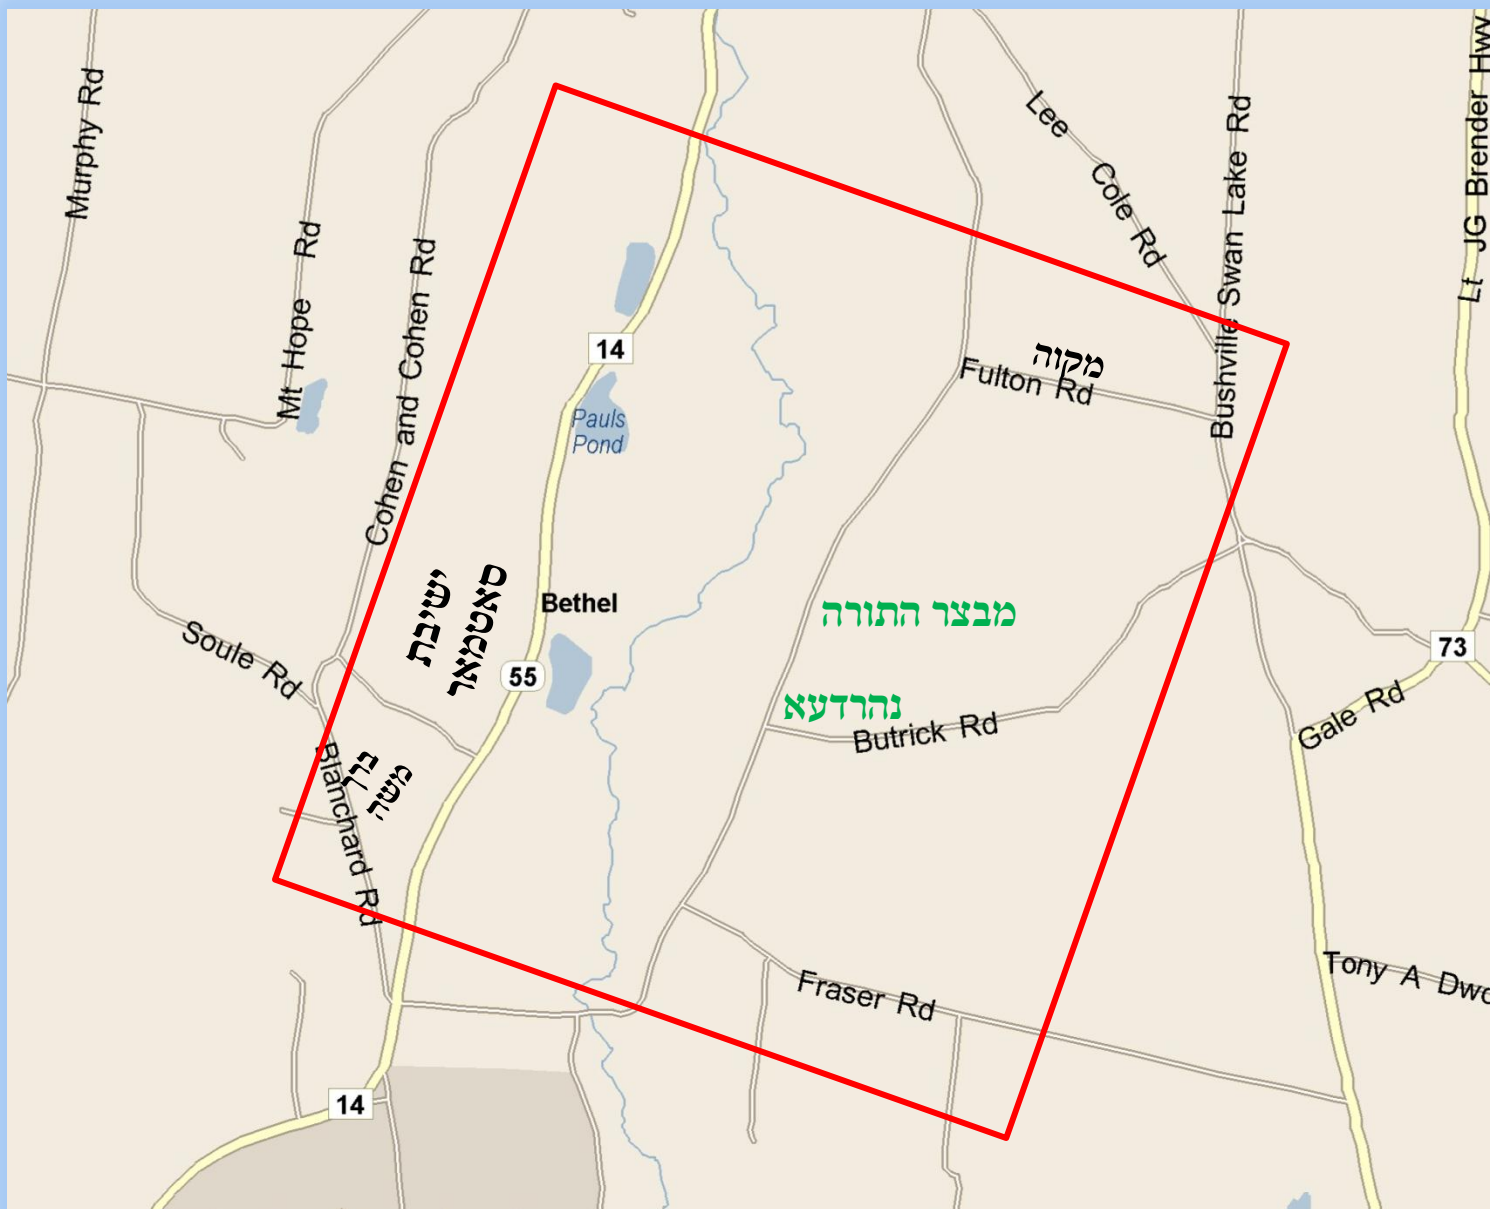 Murphy Rd
Mt Hope Rd
Cohen and Cohen Rd
Lee Cole Rd
Bushville Swan Lake Rd
Lt JG Brender Hwy
14
מקוה
Fulton Rd
Pauls
Pond
ישיבת
סאטמאר
Bethel
מבצר התורה
Soule Rd
55
73
נהרדעא
Butrick Rd
Gale Rd
Blanchard Rd
משה
Fraser Rd
Tony A Dwo
14